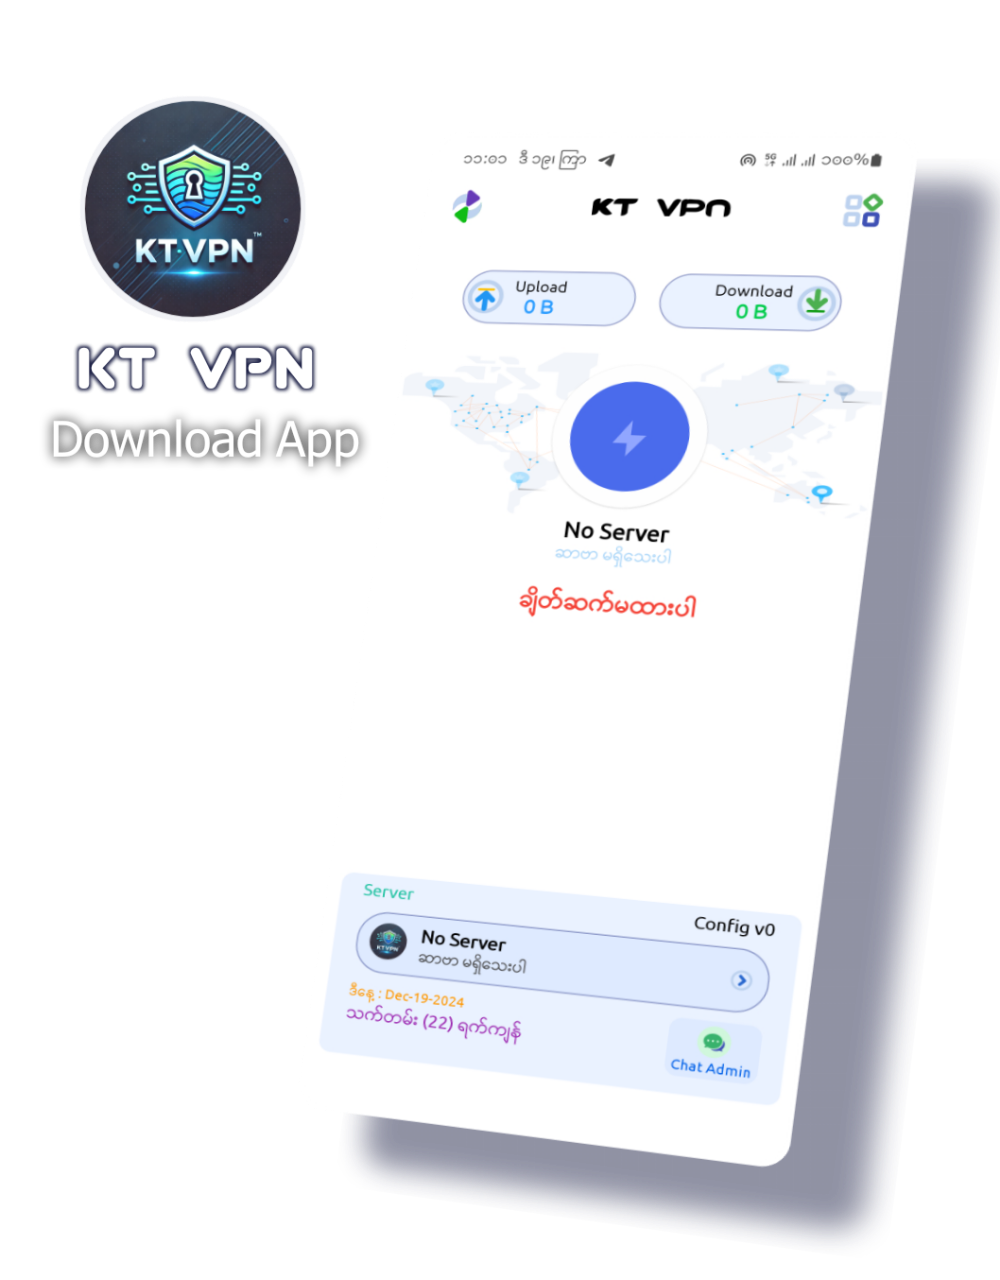 KT VPN™
KT VPN
Download App
၁၁:၀၁ ဒီ ၁၉၊ ကြာ
5G ၁၀၀%
KT VPN
Upload
0 B
Download
0 B
No Server
ဆာဗာ မရှိသေးပါ
ချိတ်ဆက်မထားပါ
Server
Config v0
KTVPN
No Server
ဆာဗာ မရှိသေးပါ
ဒီနေ့ : Dec-19-2024
သက်တမ်း (22) ရက်ကျန်
Chat Admin